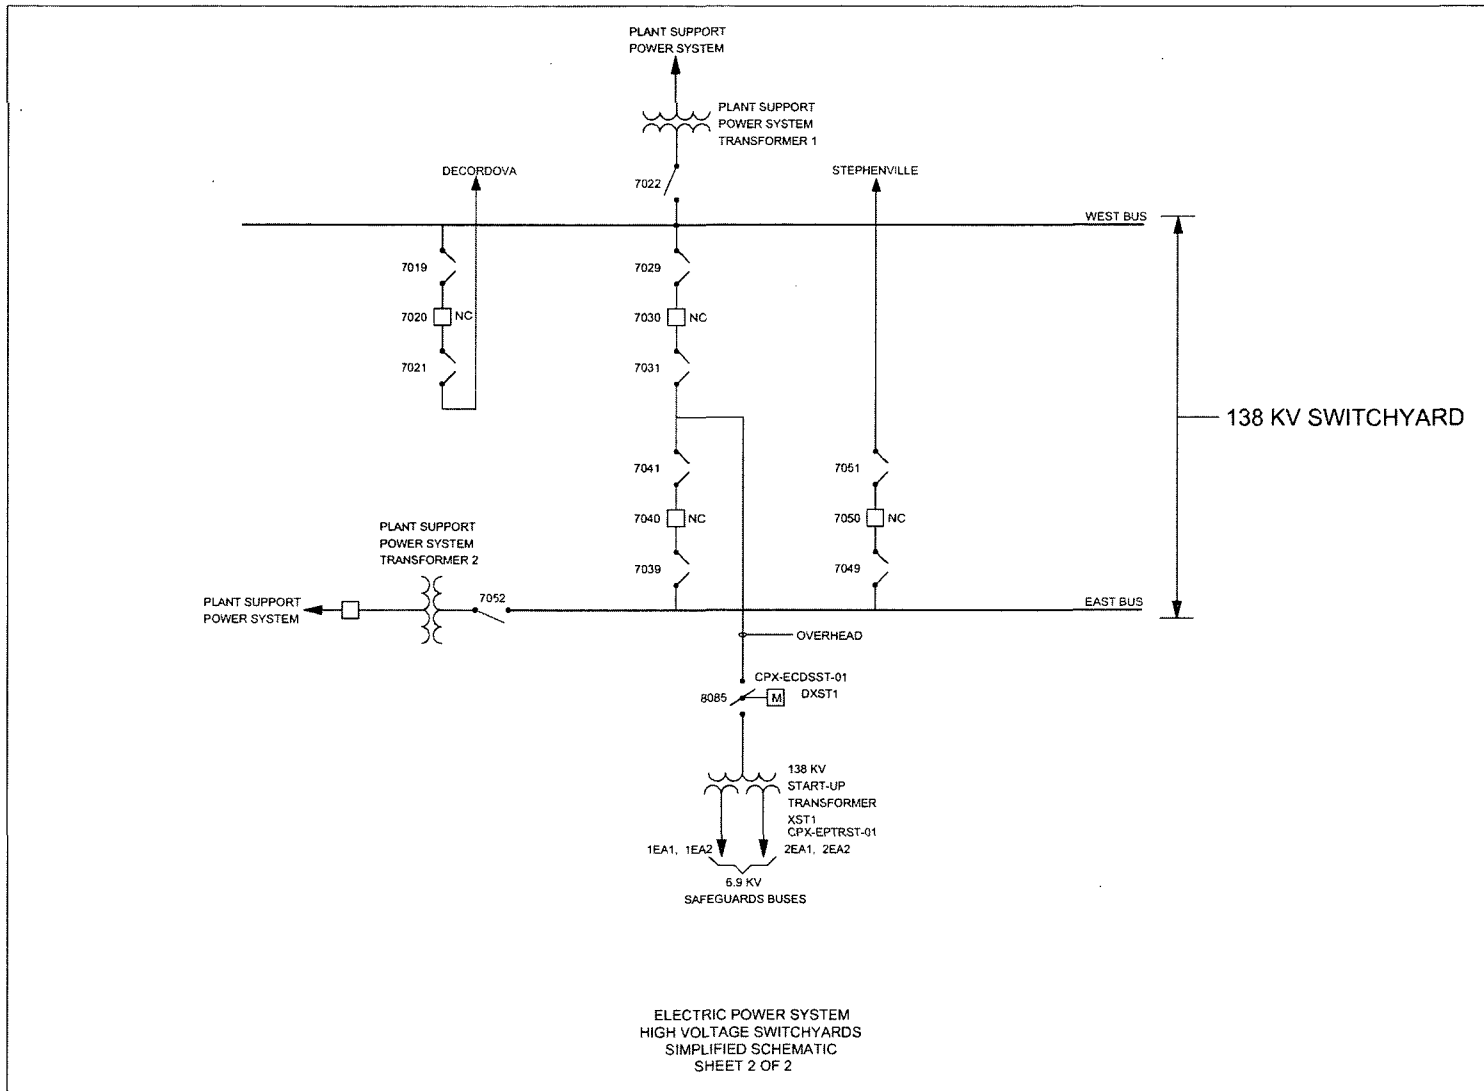 PLANT SUPPORT
POWER SYSTEM
PLANT SUPPORT
POWER SYSTEM
TRANSFORMER 1
DECORDOVA
7022
STEPHENVILLE
WEST BUS
7019
7029
7020 NC
7030 NC
7021
7031
138 KV SWITCHYARD
7041
7051
7040 NC
7050 NC
PLANT SUPPORT
POWER SYSTEM
TRANSFORMER 2
7039
7049
7052
PLANT SUPPORT
POWER SYSTEM
EAST BUS
OVERHEAD
CPX-ECDSST-01
8085 M DXST1
138 KV
START-UP
TRANSFORMER
XST1
CPX-EPTRST-01
1EA1, 1EA2
2EA1, 2EA2
6.9 KV
SAFEGUARDS BUSES
ELECTRIC POWER SYSTEM
HIGH VOLTAGE SWITCHYARDS
SIMPLIFIED SCHEMATIC
SHEET 2 OF 2